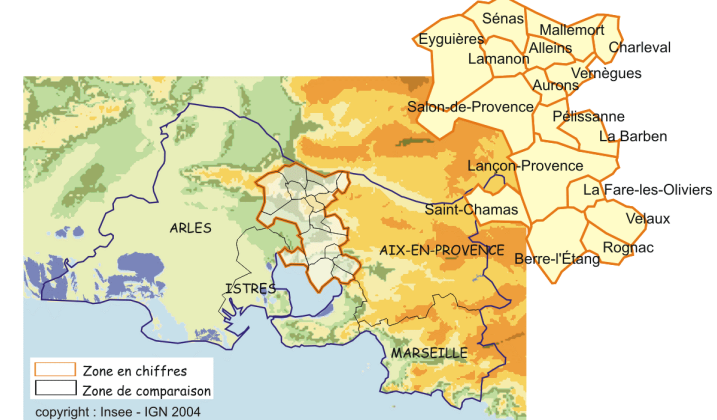 Sénas
Mallemort
Eyguières
Alleins
Charleval
Lamanon
Vernègues
Aurons
Salon-de-Provence
Pélissanne
La Barben
Lançon-Provence
La Fare-les-Oliviers
Saint-Chamas
Velaux
ARLES
AIX-EN-PROVENCE
Rognac
Berre-l'Étang
ISTRES
MARSEILLE
Zone en chiffres
Zone de comparaison
copyright : Insee - IGN 2004